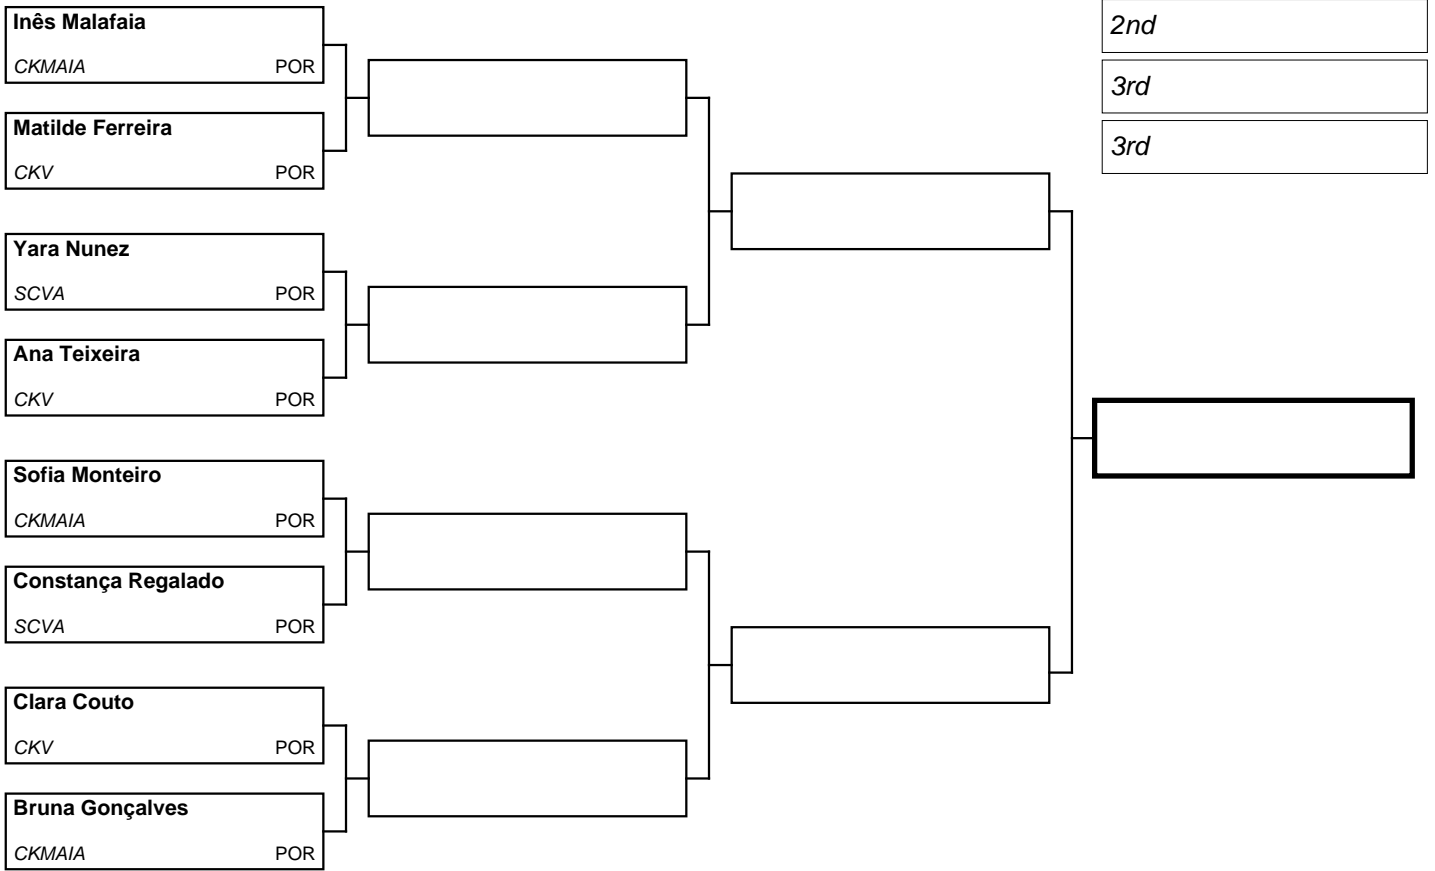 Inês Malafaia
CKMAIA POR
Matilde Ferreira
CKV POR
Yara Nunez
SCVA POR
Ana Teixeira
CKV POR
Sofia Monteiro
CKMAIA POR
Constança Regalado
SCVA POR
Clara Couto
CKV POR
Bruna Gonçalves
CKMAIA POR
2nd
3rd
3rd